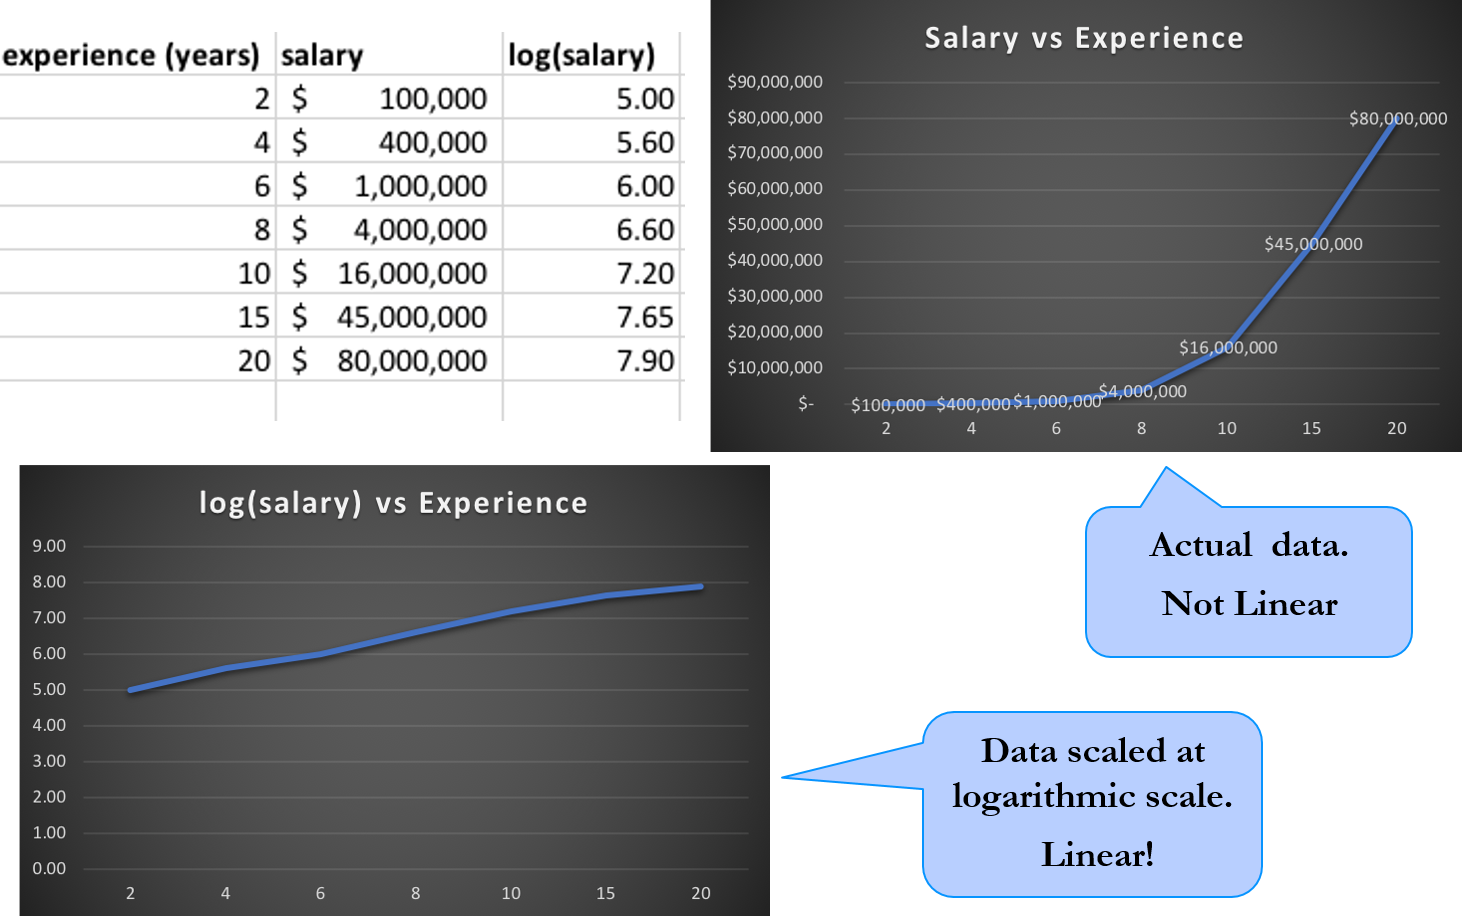 experience (years) salary log(salary)
2 $ 100,000 5.00
4 $ 400,000 5.60
6 $ 1,000,000 6.00
8 $ 4,000,000 6.60
10 $ 16,000,000 7.20
15 $ 45,000,000 7.65
20 $ 80,000,000 7.90
Salary vs Experience
$90,000,000
$80,000,000
$70,000,000
$60,000,000
$50,000,000
$40,000,000
$30,000,000
$20,000,000
$10,000,000
$-
$100,000 $400,000 $1,000,000 $4,000,000 $16,000,000 $45,000,000 $80,000,000
2 4 6 8 10 15 20
log(salary) vs Experience
9.00
8.00
7.00
6.00
5.00
4.00
3.00
2.00
1.00
0.00
2 4 6 8 10 15 20
Actual data.
Not Linear
Data scaled at
logarithmic scale.
Linear!